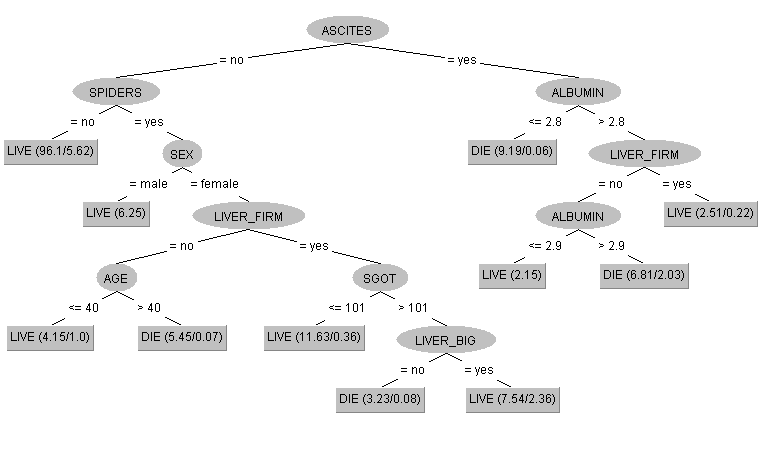 ASCITES
= no = yes
SPIDERS ALBUMIN
= no = yes <= 2.8 > 2.8
LIVE (96.1/5.62) SEX DIE (9.19/0.06) LIVER_FIRM
= male = female = no = yes
LIVE (6.25) LIVER_FIRM ALBUMIN LIVE (2.51/0.22)
= no = yes <= 2.9 > 2.9
AGE SGOT LIVE (2.15) DIE (6.81/2.03)
<= 40 > 40 <= 101 > 101
LIVE (4.15/1.0) DIE (5.45/0.07) LIVE (11.63/0.36) LIVER_BIG
= no = yes
DIE (3.23/0.08) LIVE (7.54/2.36)